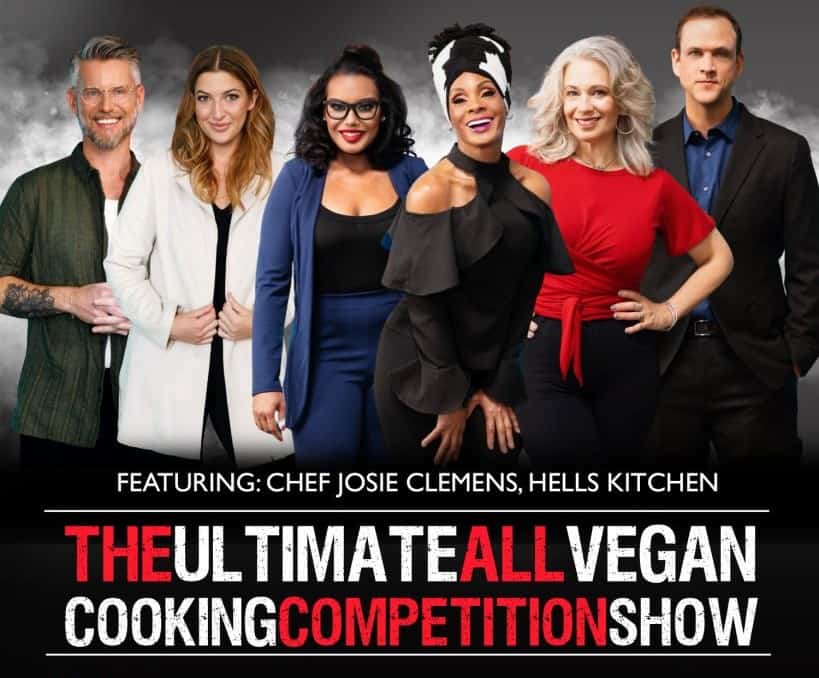 FEATURING: CHEF JOSIE CLEMENS, HELLS KITCHEN
THEULTIMATEALLVEGAN
COOKINGCOMPETITIONSHOW